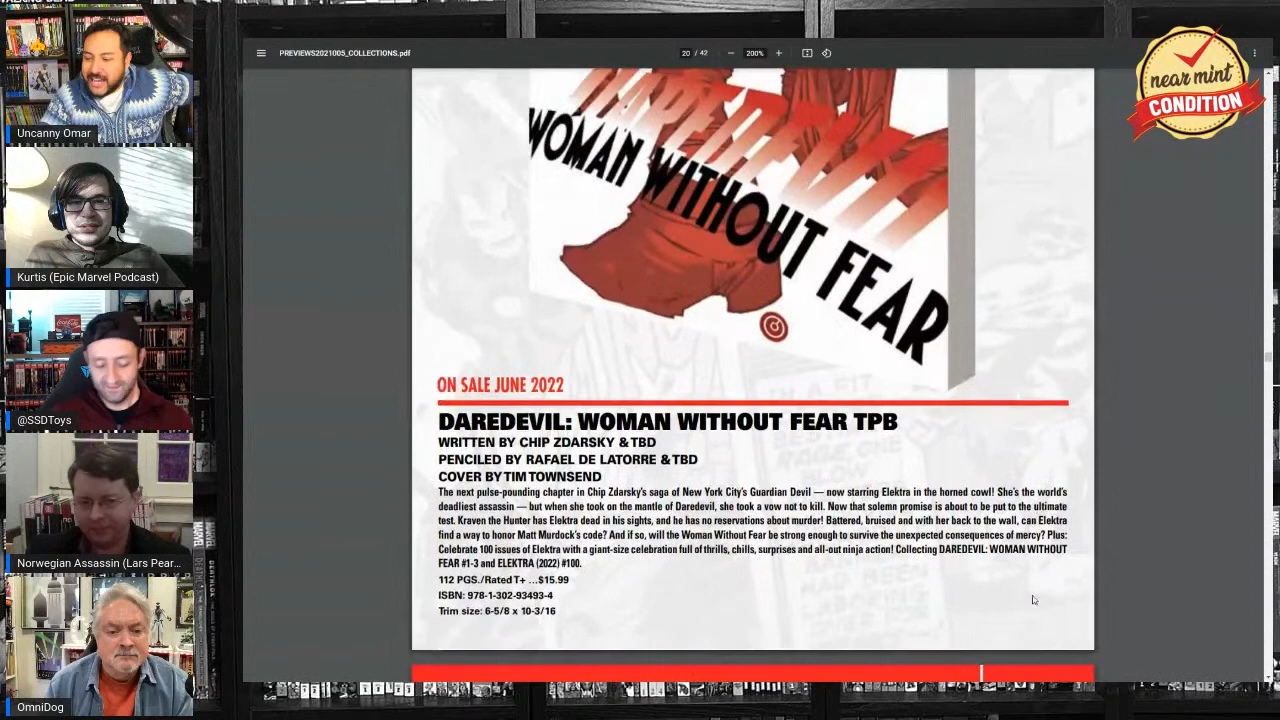 PREVIEWS2021005_COLLECTIONS.pdf
20 / 42
200%
near mint
CONDITION
Uncanny Omar
Kurtis (Epic Marvel Podcast)
@SSDToys
Norwegian Assassin (Lars Pear...
OmniDog
DAREDEVIL
WOMAN WITHOUT FEAR
ON SALE JUNE 2022
DAREDEVIL: WOMAN WITHOUT FEAR TPB
WRITTEN BY CHIP ZDARSKY & TBD
PENCILED BY RAFAEL DE LATORRE & TBD
COVER BY TIM TOWNSEND
The next pulse-pounding chapter in Chip Zdarsky's saga of New York City's Guardian Devil — now starring Elektra in the horned cowl! She's the world's
deadliest assassin — but when she took on the mantle of Daredevil, she took a vow not to kill. Now that solemn promise is about to be put to the ultimate
test. Kraven the Hunter has Elektra dead in his sights, and he has no reservations about murder! Battered, bruised and with her back to the wall, can Elektra
find a way to honor Matt Murdock's code? And if so, will the Woman Without Fear be strong enough to survive the unexpected consequences of mercy? Plus:
Celebrate 100 issues of Elektra with a giant-size celebration full of thrills, chills, surprises and all-out ninja action! Collecting DAREDEVIL: WOMAN WITHOUT
FEAR #1-3 and ELEKTRA (2022) #100.
112 PGS./Rated T+ ...$15.99
ISBN: 978-1-302-93493-4
Trim size: 6-5/8 x 10-3/16